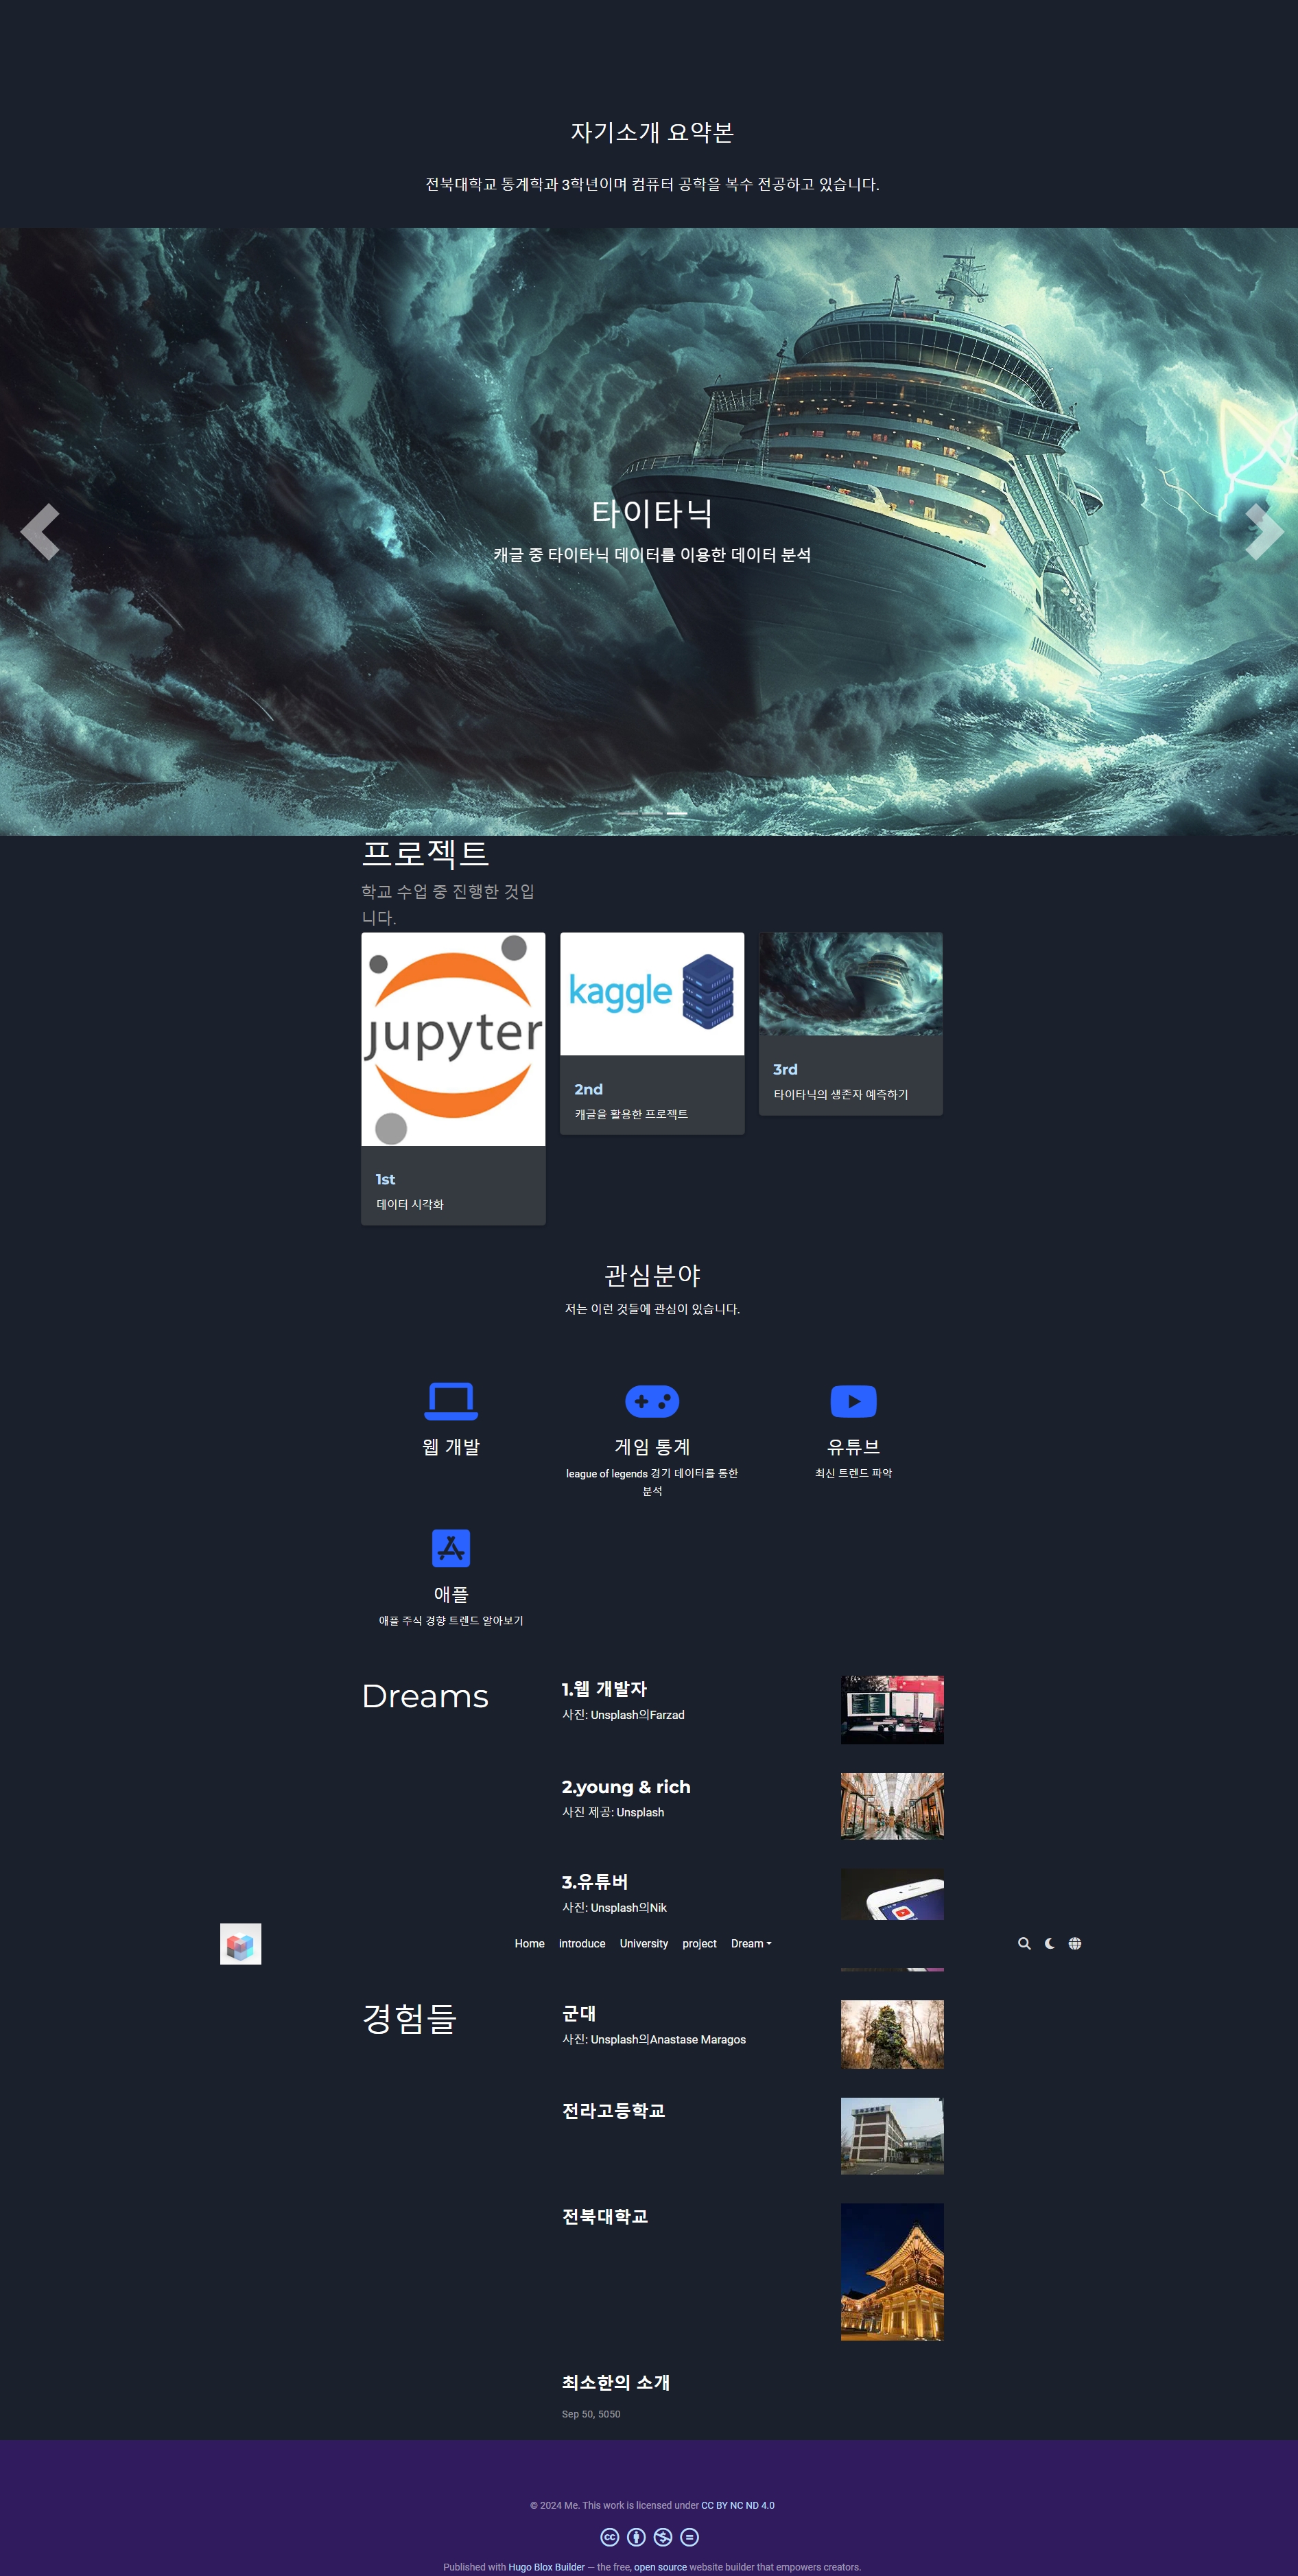 자기소개 요약본
전북대학교 통계학과 3학년이며 컴퓨터 공학을 복수 전공하고 있습니다.
타이타닉
캐글 중 타이타닉 데이터를 이용한 데이터 분석
프로젝트
학교 수업 중 진행한 것입
니다.
jupyter
1st
데이터 시각화
kaggle
2nd
캐글을 활용한 프로젝트
3rd
타이타닉의 생존자 예측하기
관심분야
저는 이런 것들에 관심이 있습니다.
웹 개발
게임 통계
league of legends 경기 데이터를 통한
분석
유튜브
최신 트렌드 파악
애플
애플 주식 경향 트렌드 알아보기
Dreams
1.웹 개발자
사진: Unsplash의Farzad
2.young & rich
사진 제공: Unsplash
3.유튜버
사진: Unsplash의Nik
Home introduce University project Dream
경험들
군대
사진: Unsplash의Anastase Maragos
전라고등학교
전북대학교
최소한의 소개
Sep 50, 5050
© 2024 Me. This work is licensed under CC BY NC ND 4.0
Published with Hugo Blox Builder — the free, open source website builder that empowers creators.